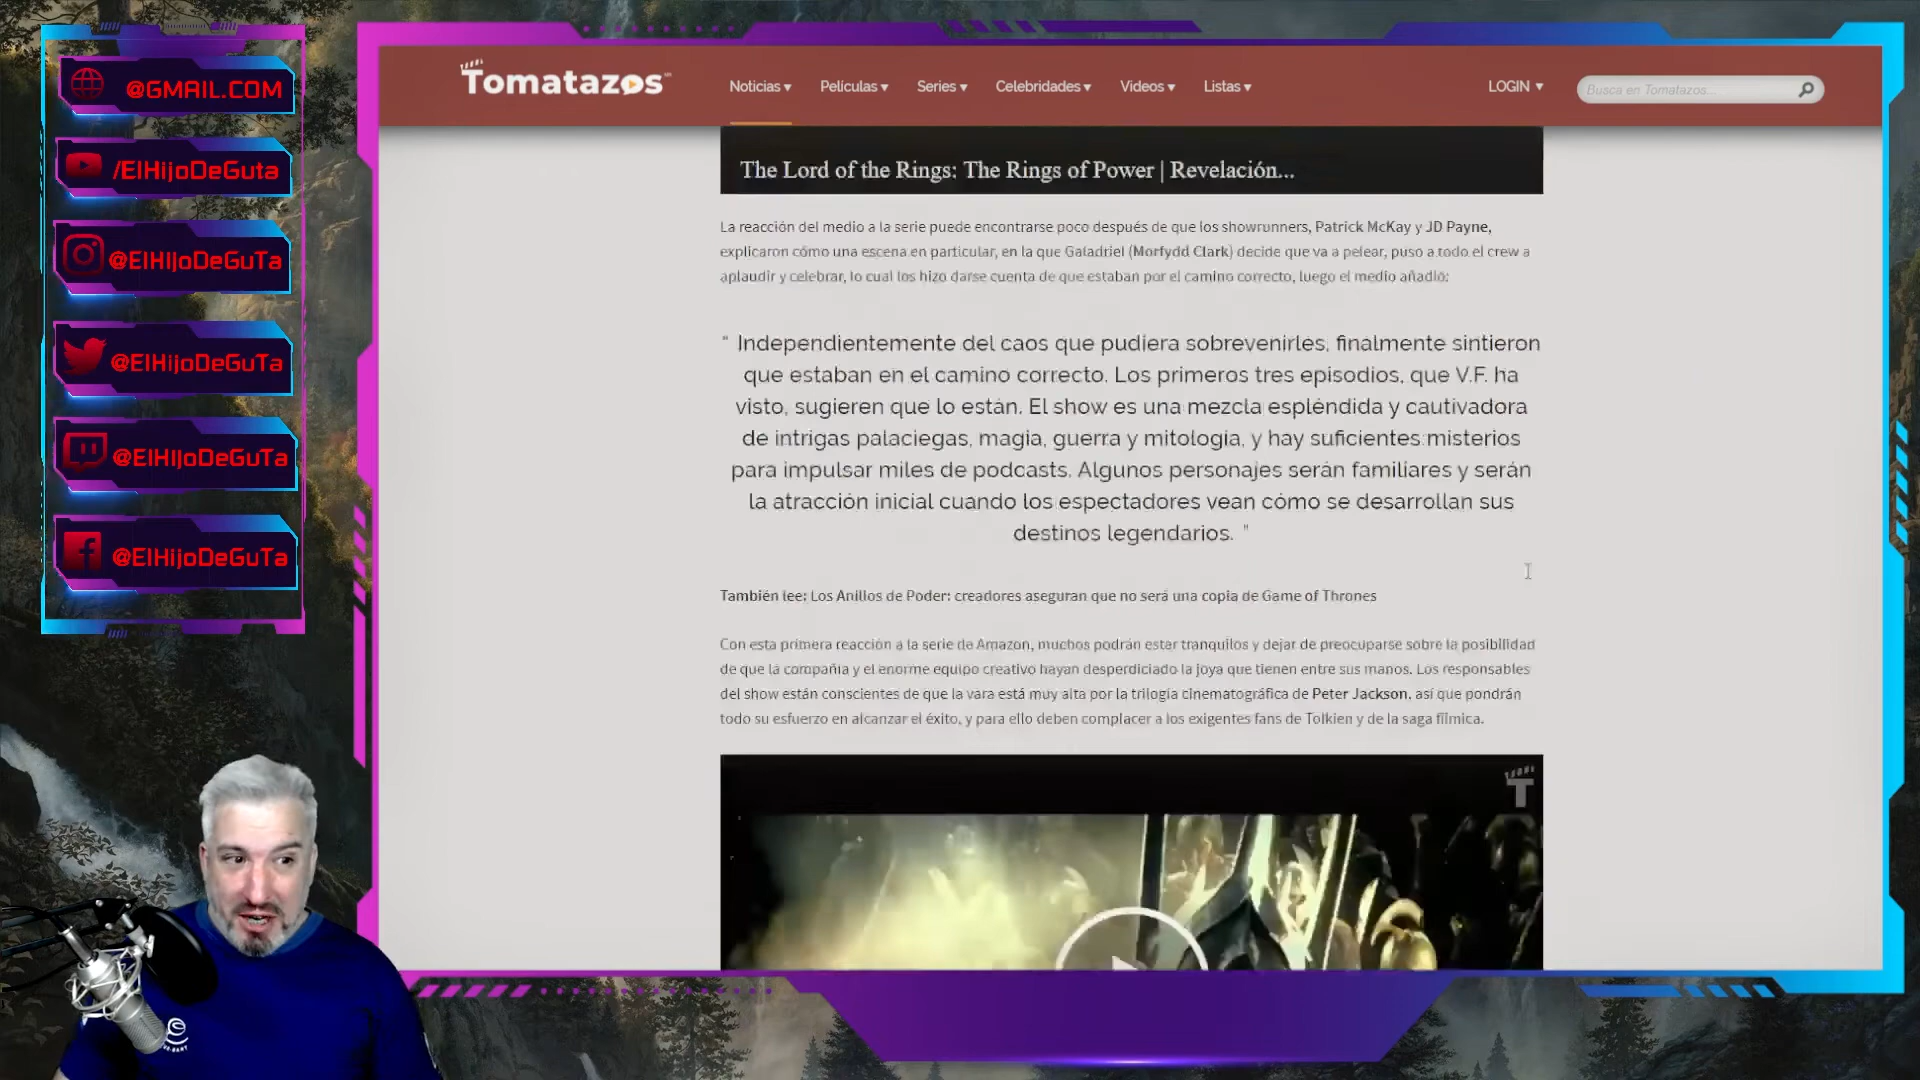 @GMAIL.COM
/ElHijoDeGuta
@ElHIjoDeGuTa
@ElHIjoDeGuTa
@ElHIjoDeGuTa
@ElHijoDeGuTa
Tomatazos
Noticias
Películas
Series
Celebridades
Videos
Listas
LOGIN
Busca en Tomatazos...
The Lord of the Rings: The Rings of Power | Revelación...
La reacción del medio a la serie puede encontrarse poco después de que los showrunners, Patrick McKay y JD Payne,
explicaron cómo una escena en particular, en la que Galadriel (Morfydd Clark) decide que va a pelear, puso a todo el crew a
aplaudir y celebrar, lo cual los hizo darse cuenta de que estaban por el camino correcto, luego el medio añadió:
" Independientemente del caos que pudiera sobrevenirles, finalmente sintieron
que estaban en el camino correcto. Los primeros tres episodios, que V.F. ha
visto, sugieren que lo están. El show es una mezcla espléndida y cautivadora
de intrigas palaciegas, magia, guerra y mitología, y hay suficientes misterios
para impulsar miles de podcasts. Algunos personajes serán familiares y serán
la atracción inicial cuando los espectadores vean cómo se desarrollan sus
destinos legendarios. "
También lee: Los Anillos de Poder: creadores aseguran que no será una copia de Game of Thrones
Con esta primera reacción a la serie de Amazon, muchos podrán estar tranquilos y dejar de preocuparse sobre la posibilidad
de que la compañía y el enorme equipo creativo hayan desperdiciado la joya que tienen entre sus manos. Los responsables
del show están conscientes de que la vara está muy alta por la trilogía cinematográfica de Peter Jackson, así que pondrán
todo su esfuerzo en alcanzar el éxito, y para ello deben complacer a los exigentes fans de Tolkien y de la saga fílmica.
T